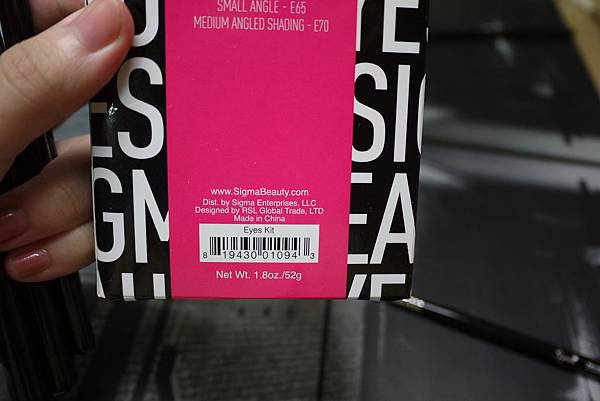 SMALL ANGLE - E65
MEDIUM ANGLED SHADING - E70
www.SigmaBeauty.com
Dist. by Sigma Enterprises, LLC
Designed by RSL Global Trade, LTD
Made in China
Eyes Kit
8 19430 01094 3
Net Wt. 1.8oz./52g